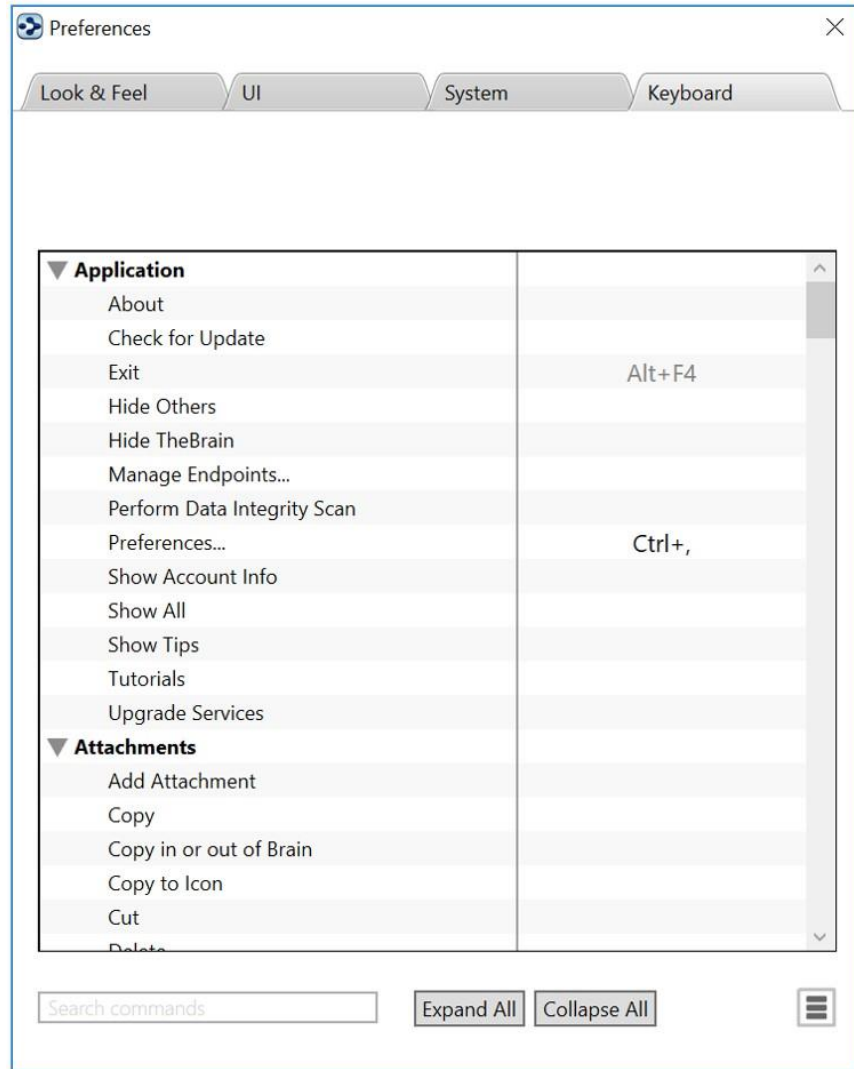 Preferences
Look & Feel UI System Keyboard
Application
About
Check for Update
Exit Alt+F4
Hide Others
Hide TheBrain
Manage Endpoints...
Perform Data Integrity Scan
Preferences... Ctrl+,
Show Account Info
Show All
Show Tips
Tutorials
Upgrade Services
Attachments
Add Attachment
Copy
Copy in or out of Brain
Copy to Icon
Cut
Delete
Search commands Expand All Collapse All